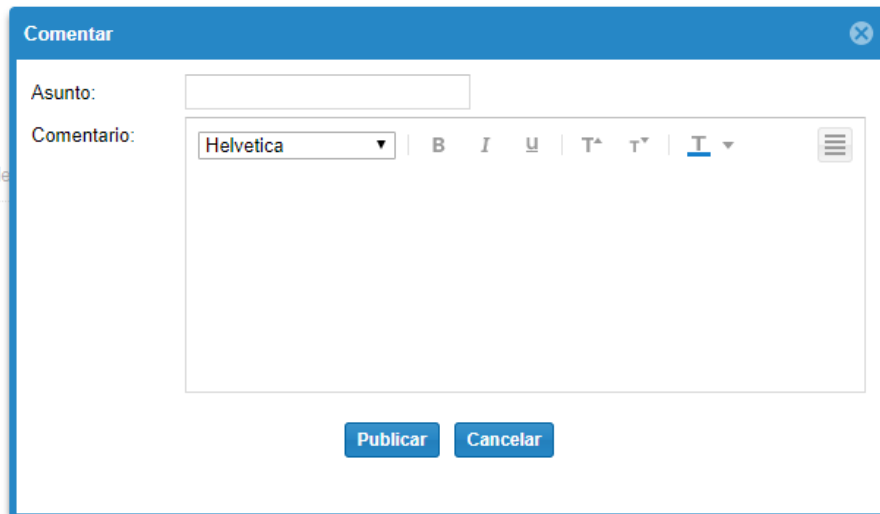 Comentar
Asunto:
Comentario:
Helvetica B I U T T T
Publicar Cancelar